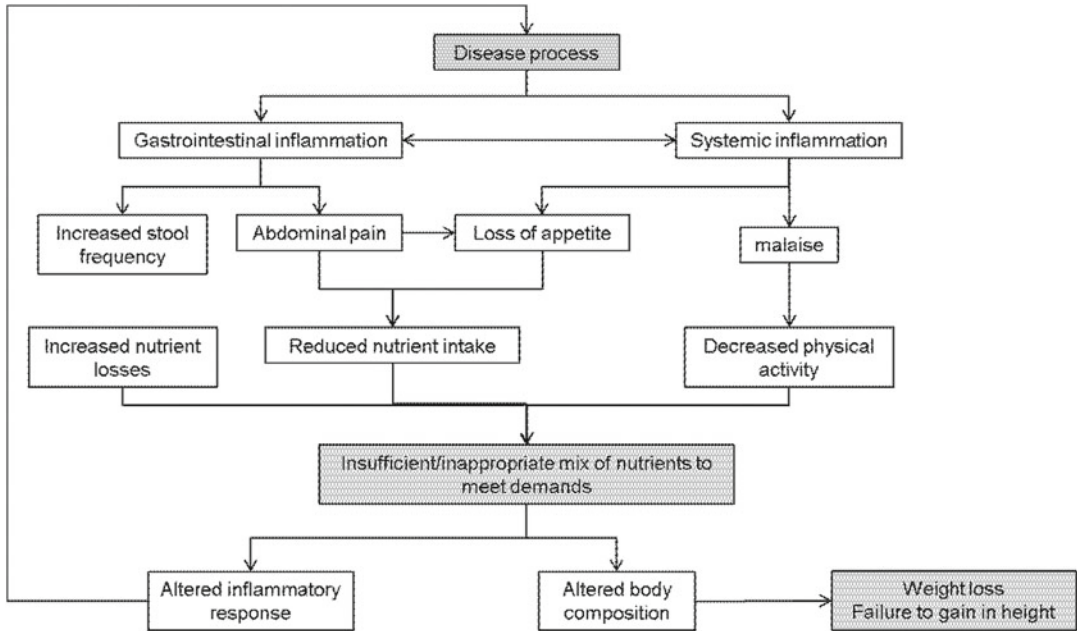 Disease process
Gastrointestinal inflammation
Systemic inflammation
Increased stool
frequency
Abdominal pain
Loss of appetite
malaise
Increased nutrient
losses
Reduced nutrient intake
Decreased physical
activity
Insufficient/inappropriate mix of nutrients to
meet demands
Altered inflammatory
response
Altered body
composition
Weight loss
Failure to gain in height